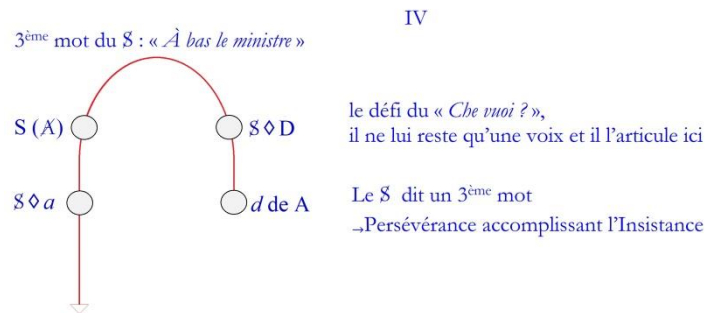 IV
3ème mot du $ : « À bas le ministre »
S (Ⱥ)
$ ◊ D
le défi du « Che vuoi ? »,
il ne lui reste qu'une voix et il l'articule ici
$ ◊ a
d de A
Le $ dit un 3ème mot
→Persévérance accomplissant l'Insistance